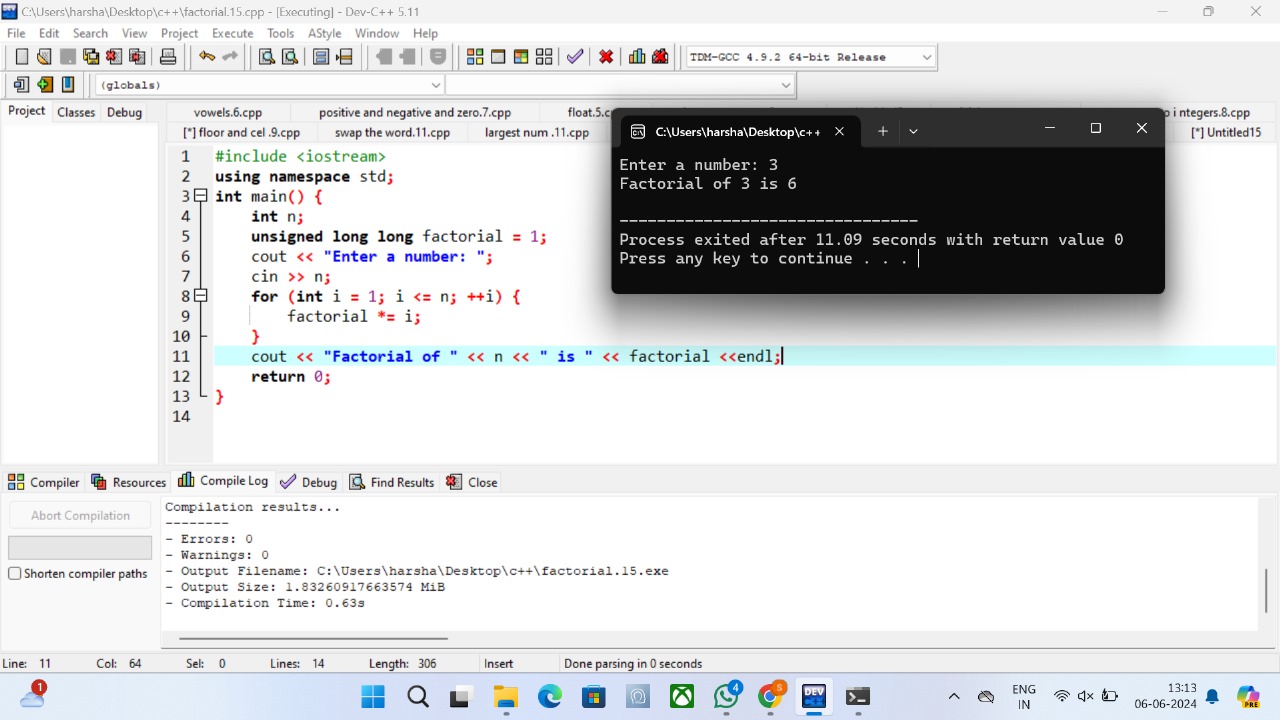 C:\Users\harsha\Desktop\c++\factorial.15.cpp - [Executing] - Dev-C++ 5.11
File Edit Search View Project Execute Tools AStyle Window Help
TDM-GCC 4.9.2 64-bit Release
(globals)
Project Classes Debug
vowels.6.cpp positive and negative and zero.7.cpp float.5.c
ntegers.8.cpp
[*] floor and cel .9.cpp swap the word.11.cpp largest num .11.cpp
[*] Untitled15
C:\Users\harsha\Desktop\c++
Enter a number: 3
Factorial of 3 is 6
--------------------------------
Process exited after 11.09 seconds with return value 0
Press any key to continue . . .
1 #include <iostream>
2 using namespace std;
3 int main() {
4 int n;
5 unsigned long long factorial = 1;
6 cout << "Enter a number: ";
7 cin >> n;
8 for (int i = 1; i <= n; ++i) {
9 factorial *= i;
10 }
11 cout << "Factorial of " << n << " is " << factorial <<endl;
12 return 0;
13 }
14
Compiler Resources Compile Log Debug Find Results Close
Abort Compilation
Shorten compiler paths
Compilation results...
--------
- Errors: 0
- Warnings: 0
- Output Filename: C:\Users\harsha\Desktop\c++\factorial.15.exe
- Output Size: 1.83260917663574 MiB
- Compilation Time: 0.63s
Line: 11 Col: 64 Sel: 0 Lines: 14 Length: 306 Insert Done parsing in 0 seconds
1
4
S
DEV
ENG
IN
13:13
06-06-2024
PRE